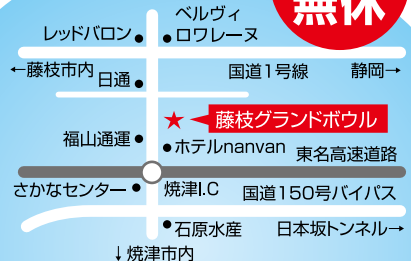 無休
ベルヴィ
レッドバロン
ロワレーヌ
←藤枝市内
日通
国道1号線
静岡→
★
藤枝グランドボウル
福山通運
ホテルnanvan
東名高速道路
さかなセンター
焼津I.C
国道150号バイパス
石原水産
日本坂トンネル→
↓焼津市内